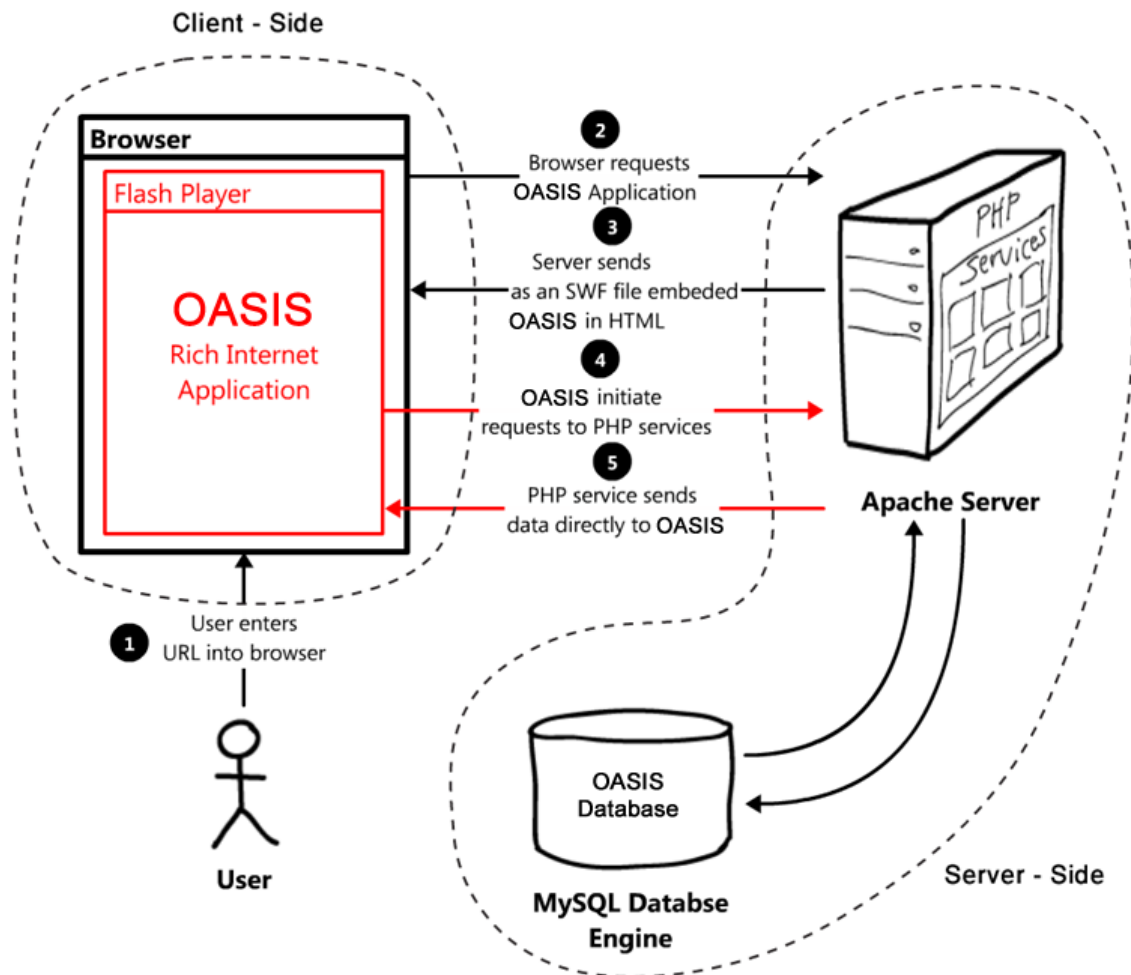 Client - Side
Browser
Flash Player
OASIS
Rich Internet
Application
2
Browser requests
OASIS Application
3
Server sends
as an SWF file embeded
OASIS in HTML
4
OASIS initiate
requests to PHP services
5
PHP service sends
data directly to OASIS
PHP
Services
Apache Server
1
User enters
URL into browser
User
OASIS
Database
MySQL Databse
Engine
Server - Side